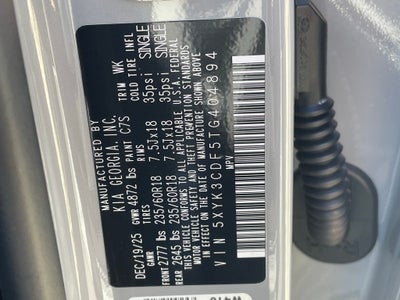 MANUFACTURED BY
KIA GEORGIA, INC.
DEC/19/25 GVWR 4872 lbs PAINT C7S TRIM WK
GAWR TIRES RIMS COLD TIRE INFL
FRONT 2777 lbs 235/60R18 7.5JX18 35psi SINGLE
REAR 2645 lbs 235/60R18 7.5JX18 35psi SINGLE
THIS VEHICLE CONFORMS TO ALL APPLICABLE U.S.A. FEDERAL
MOTOR VEHICLE SAFETY AND THEFT PREVENTION STANDARDS
IN EFFECT ON THE DATE OF MANUFACTURE SHOWN ABOVE.
VIN 5XYK3CDF5TG404894
MPV